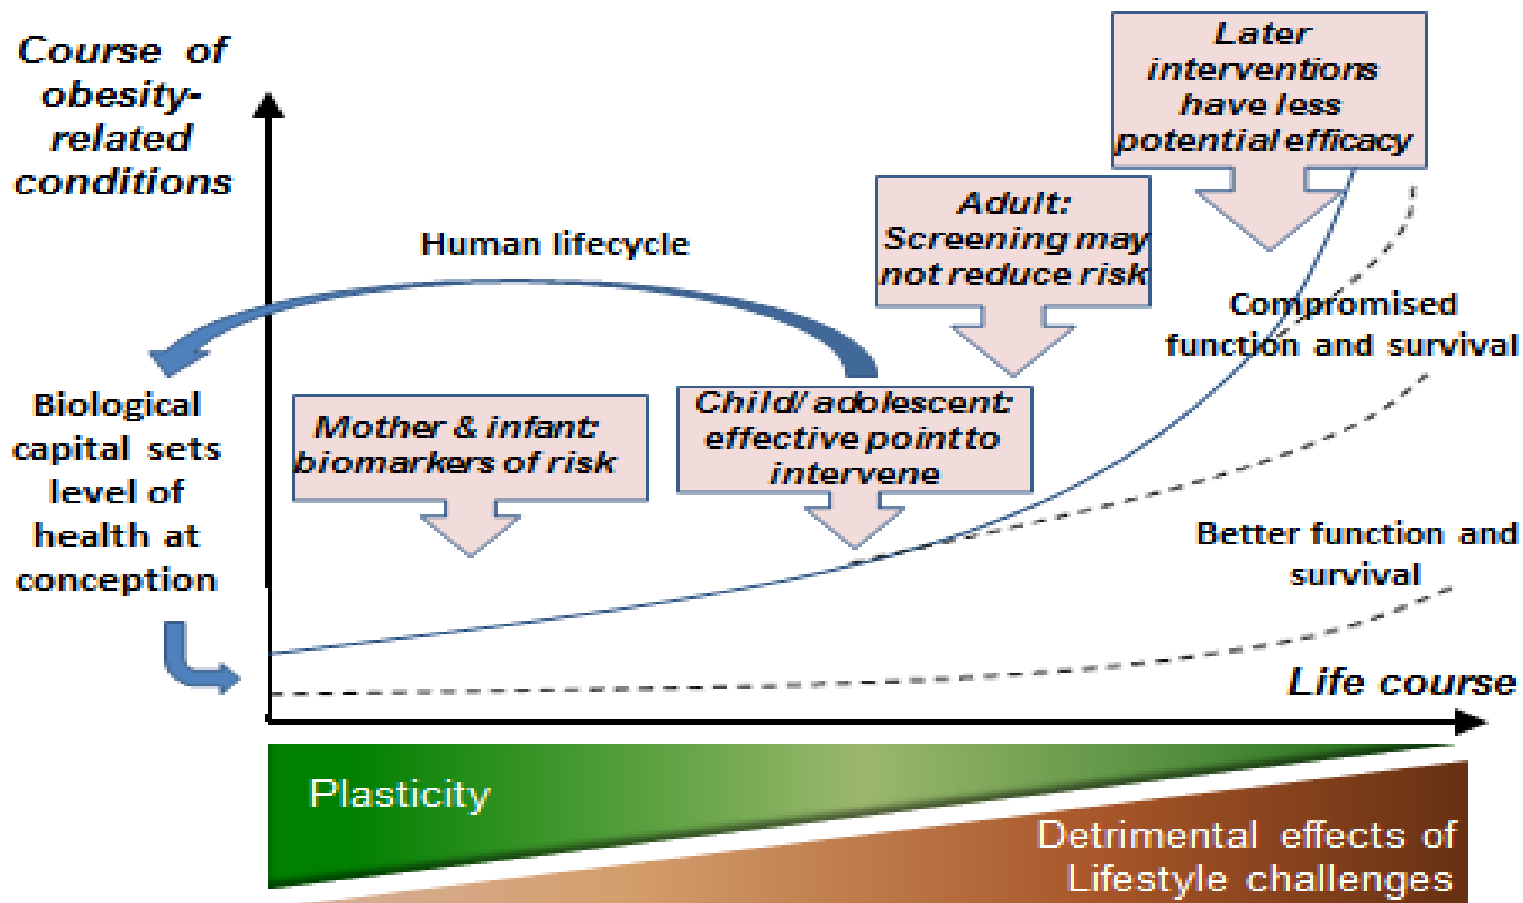 Course of
obesity-
related
conditions
Later
interventions
have less
potential efficacy
Adult:
Screening may
not reduce risk
Human lifecycle
Compromised
function and survival
Biological
capital sets
level of
health at
conception
Mother & infant:
biomarkers of risk
Child/ adolescent:
effective point to
intervene
Better function and
survival
Life course
Plasticity
Detrimental effects of
Lifestyle challenges